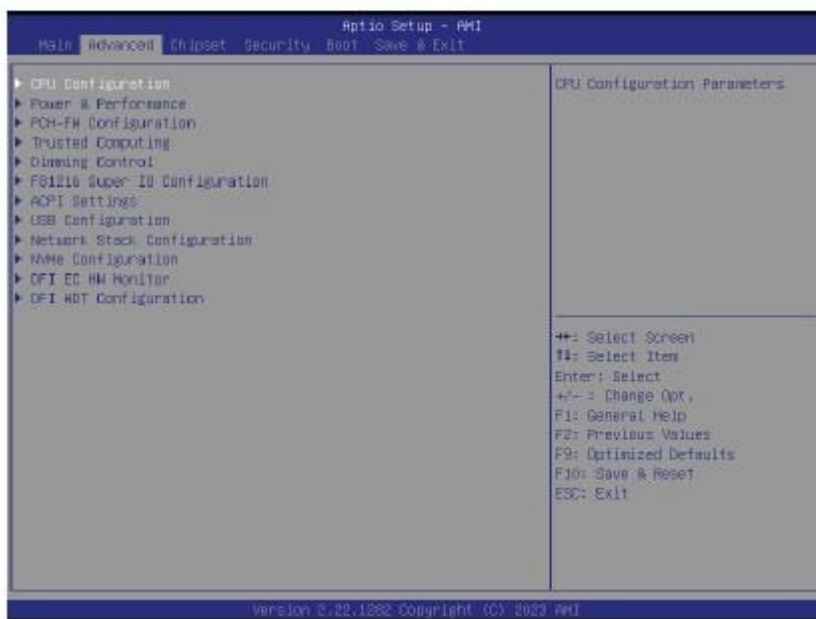 Aptio Setup - AMI
Main Advanced Chipset Security Boot Save & Exit
CPU Configuration
Power & Performance
PCH-FW Configuration
Trusted Computing
Dimming Control
F81216 Super IO Configuration
ACPI Settings
USB Configuration
Network Stack Configuration
NVMe Configuration
DFI EC HW Monitor
DFI WDT Configuration
CPU Configuration Parameters
→←: Select Screen
↑↓: Select Item
Enter: Select
+/- : Change Opt.
F1: General Help
F2: Previous Values
F9: Optimized Defaults
F10: Save & Reset
ESC: Exit
Version 2.22.1282 Copyright (C) 2023 AMI